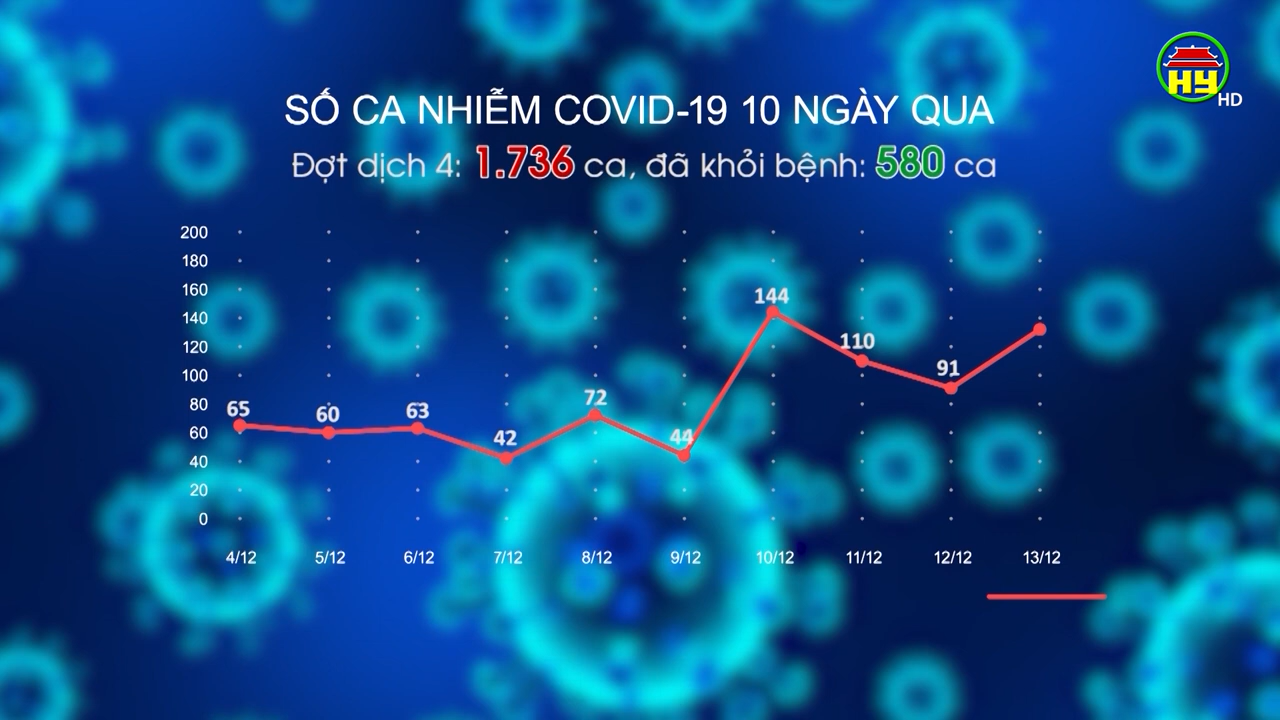 HY HD
SỐ CA NHIỄM COVID-19 10 NGÀY QUA
Đợt dịch 4: 1.736 ca, đã khỏi bệnh: 580 ca
200
180
160
140
120
100
80
60
40
20
0
65 60 63 42 72 44 144 110 91
4/12 5/12 6/12 7/12 8/12 9/12 10/12 11/12 12/12 13/12